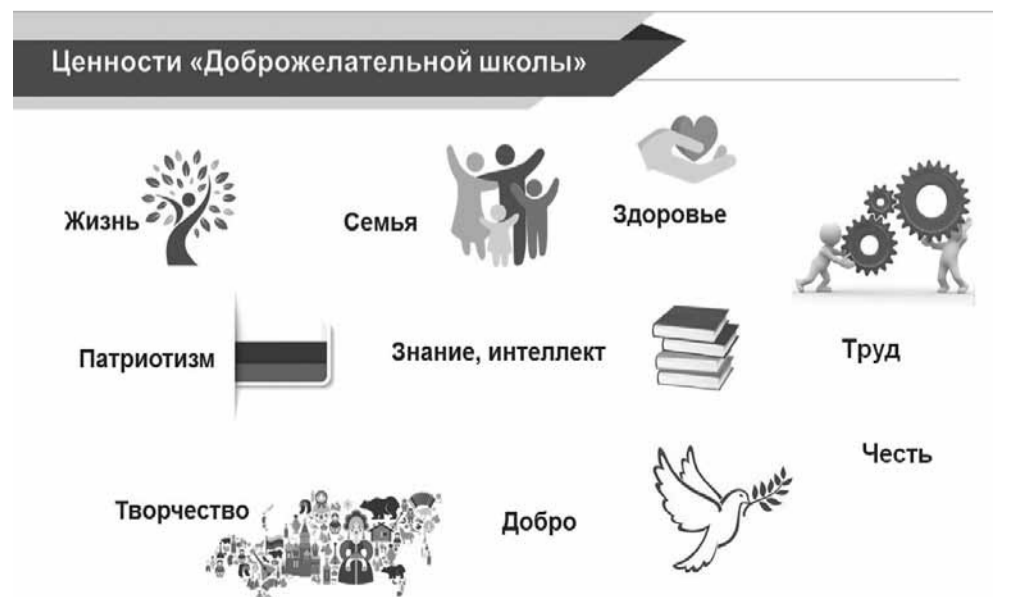 Ценности «Доброжелательной школы»
Жизнь
Семья
Здоровье
Патриотизм
Знание, интеллект
Труд
Честь
Творчество
Добро